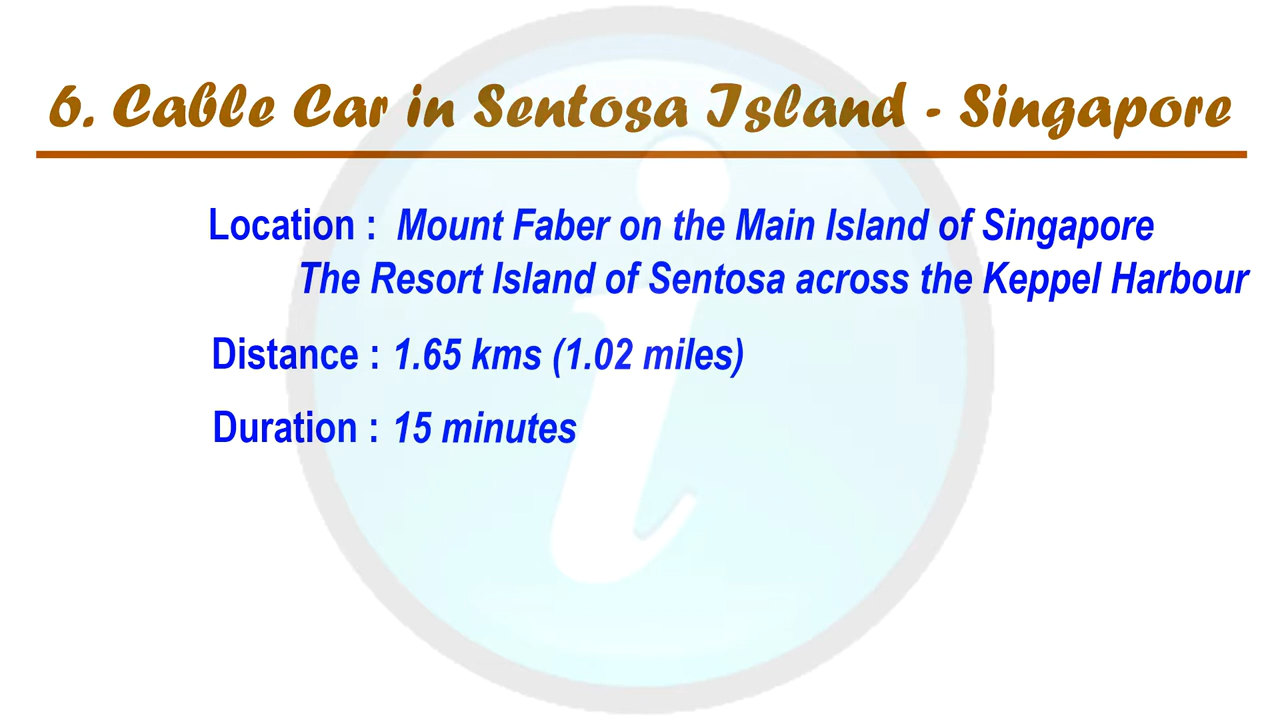 6. Cable Car in Sentosa Island - Singapore
Location : Mount Faber on the Main Island of Singapore
The Resort Island of Sentosa across the Keppel Harbour
Distance : 1.65 kms (1.02 miles)
Duration : 15 minutes